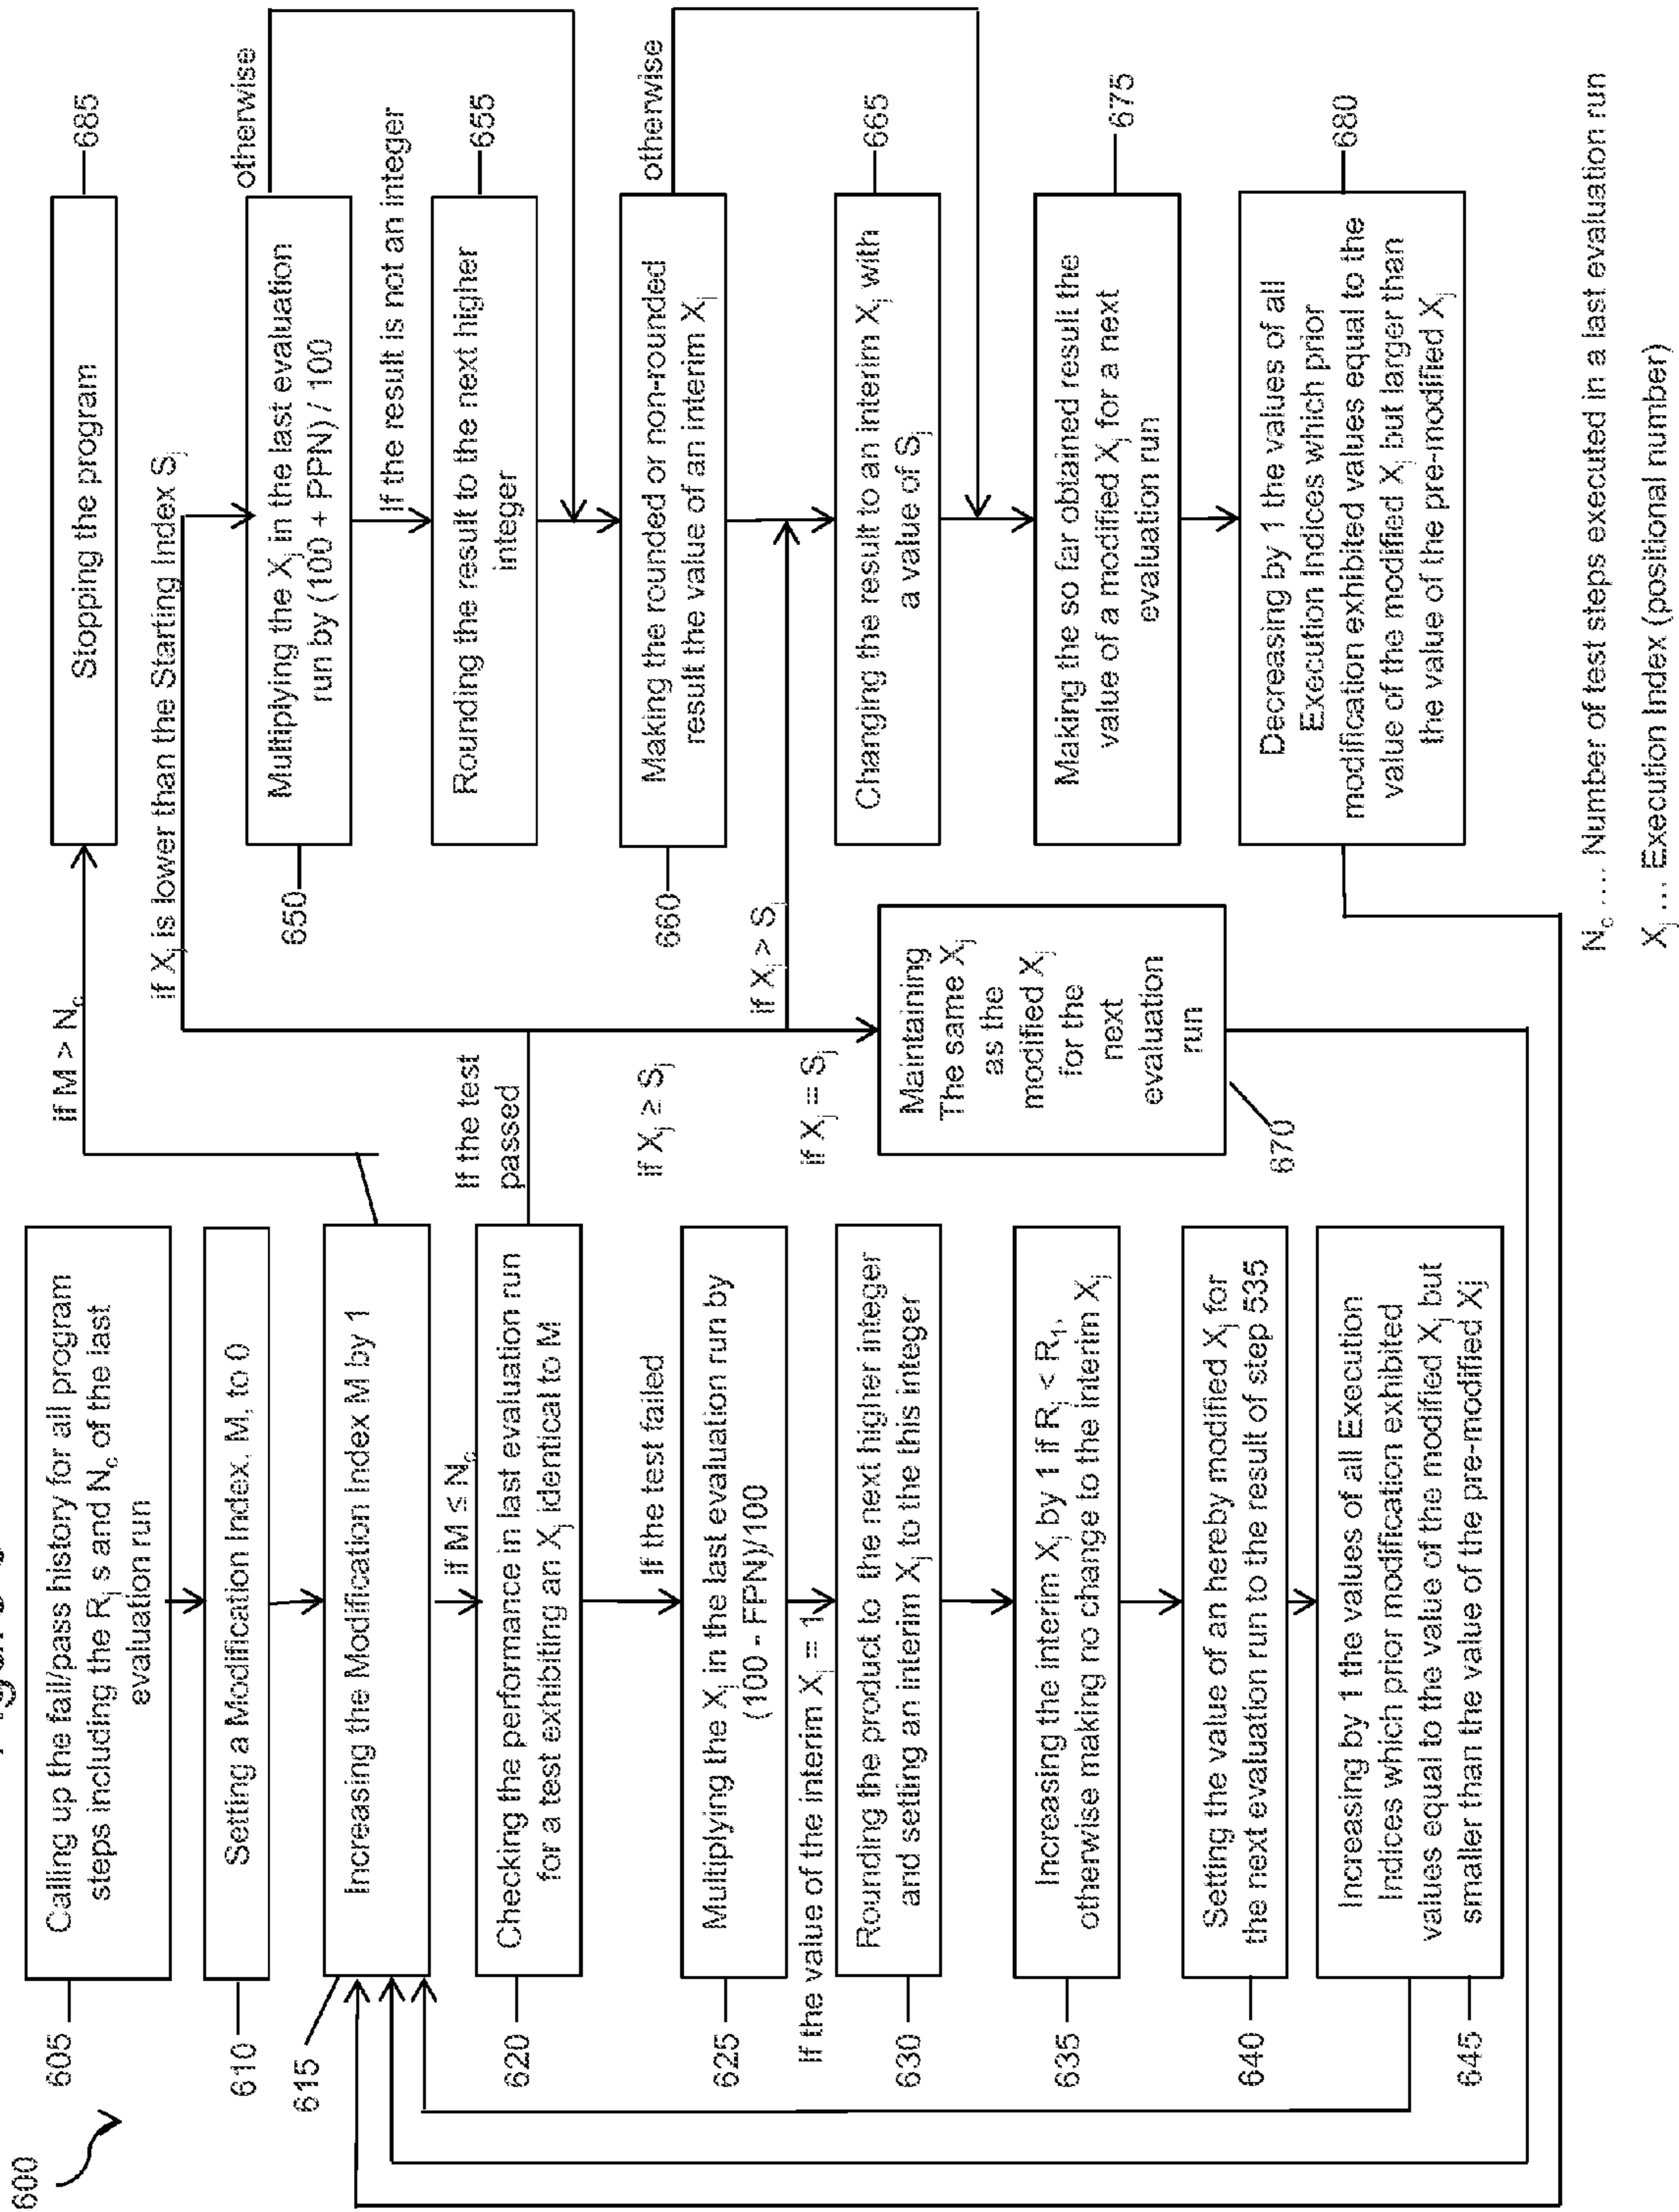 600
605
Calling up the fail/pass history for all program
steps including the Rj s and Nc of the last
evaluation run
610
Setting a Modification Index, M, to 0
615
Increasing the Modification Index M by 1
if M > Nc
Stopping the program
685
if M ≤ Nc
620
Checking the performance in last evaluation run
for a test exhibiting an Xj identical to M
If the test
passed
If the test failed
625
Multiplying the Xj in the last evaluation run by
(100 - FPN)/100
If the value of the interim Xj = 1
630
Rounding the product to the next higher integer
and setting an interim Xj to the this integer
635
Increasing the interim Xj by 1 if Rj < R1,
otherwise making no change to the interim Xj
640
Setting the value of an hereby modified Xj for
the next evaluation run to the result of step 535
645
Increasing by 1 the values of all Execution
Indices which prior modification exhibited
values equal to the value of the modified Xj but
smaller than the value of the pre-modified Xj
if Xj is lower than the Starting Index Sj
if Xj ≥ Sj
if Xj = Sj
if Xj > S
Maintaining
The same Xj
as the
modified Xj
for the
next
evaluation
run
670
650
Multiplying the Xj in the last evaluation
run by (100 + PPN) / 100
otherwise
If the result is not an integer
Rounding the result to the next higher
integer
655
660
Making the rounded or non-rounded
result the value of an interim Xj
otherwise
Changing the result to an interim Xj with
a value of Sj
665
Making the so far obtained result the
value of a modified Xj for a next
evaluation run
675
Decreasing by 1 the values of all
Execution Indices which prior
modification exhibited values equal to the
value of the modified Xj but larger than
the value of the pre-modified Xj
680
Nc .... Number of test steps executed in a last evaluation run
Xj ... Execution Index (positional number)